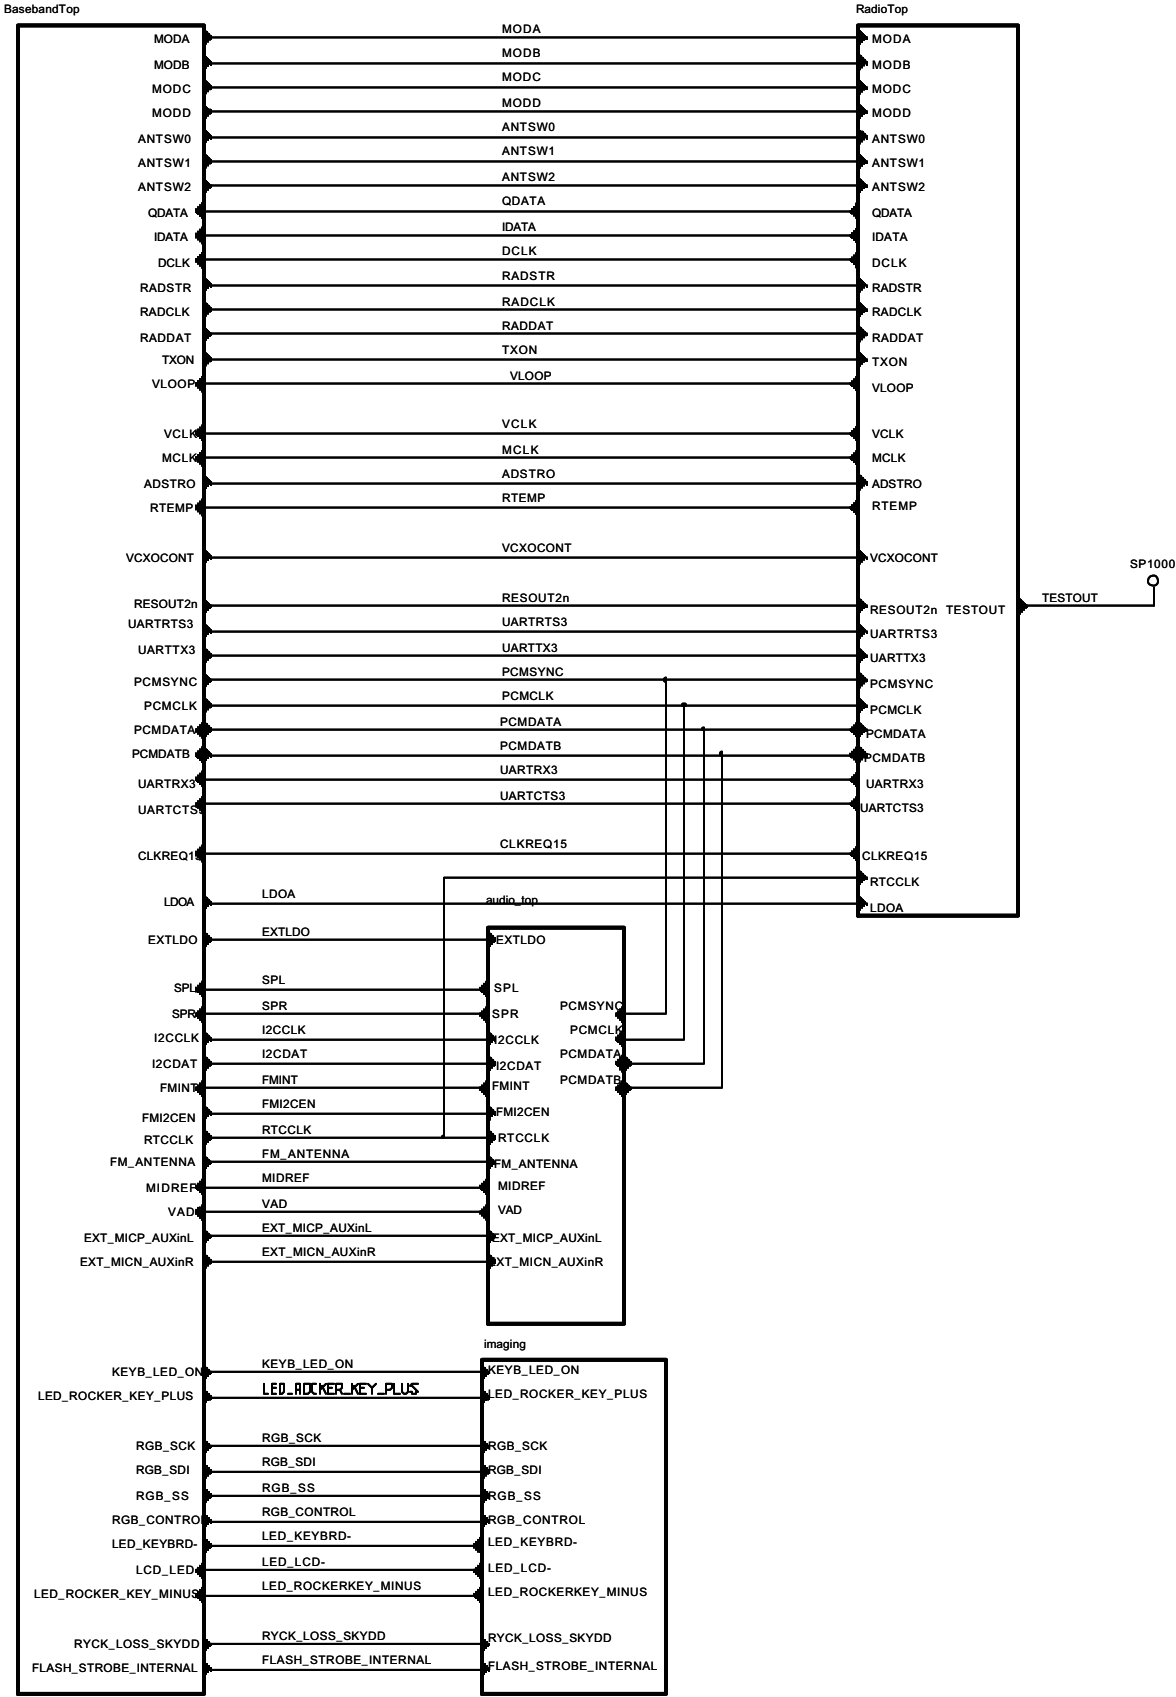 BasebandTop RadioTop
MODA MODA MODA
MODB MODB MODB
MODC MODC MODC
MODD MODD MODD
ANTSW0 ANTSW0 ANTSW0
ANTSW1 ANTSW1 ANTSW1
ANTSW2 ANTSW2 ANTSW2
QDATA QDATA QDATA
IDATA IDATA IDATA
DCLK DCLK DCLK
RADSTR RADSTR RADSTR
RADCLK RADCLK RADCLK
RADDAT RADDAT RADDAT
TXON TXON TXON
VLOOP VLOOP VLOOP
VCLK VCLK VCLK
MCLK MCLK MCLK
ADSTRO ADSTRO ADSTRO
RTEMP RTEMP RTEMP
VCXOCONT VCXOCONT VCXOCONT
SP1000
RESOUT2n RESOUT2n RESOUT2n TESTOUT TESTOUT
UARTRTS3 UARTRTS3 UARTRTS3
UARTTX3 UARTTX3 UARTTX3
PCMSYNC PCMSYNC PCMSYNC
PCMCLK PCMCLK PCMCLK
PCMDATA PCMDATA PCMDATA
PCMDATB PCMDATB PCMDATB
UARTRX3 UARTRX3 UARTRX3
UARTCTS3 UARTCTS3 UARTCTS3
CLKREQ15 CLKREQ15 CLKREQ15
RTCCLK
LDOA LDOA LDOA
audio_top
EXTLDO EXTLDO EXTLDO
SPL SPL SPL
SPR SPR SPR PCMSYNC
I2CCLK I2CCLK I2CCLK PCMCLK
I2CDAT I2CDAT I2CDAT PCMDATA
FMINT FMINT FMINT PCMDATB
FMI2CEN FMI2CEN FMI2CEN
RTCCLK RTCCLK RTCCLK
FM_ANTENNA FM_ANTENNA FM_ANTENNA
MIDREF MIDREF MIDREF
VAD VAD VAD
EXT_MICP_AUXinL EXT_MICP_AUXinL EXT_MICP_AUXinL
EXT_MICN_AUXinR EXT_MICN_AUXinR EXT_MICN_AUXinR
imaging
KEYB_LED_ON KEYB_LED_ON KEYB_LED_ON
LED_ROCKER_KEY_PLUS LED_ROCKER_KEY_PLUS LED_ROCKER_KEY_PLUS
RGB_SCK RGB_SCK RGB_SCK
RGB_SDI RGB_SDI RGB_SDI
RGB_SS RGB_SS RGB_SS
RGB_CONTROL RGB_CONTROL RGB_CONTROL
LED_KEYBRD- LED_KEYBRD- LED_KEYBRD-
LCD_LED LED_LCD- LED_LCD-
LED_ROCKER_KEY_MINUS LED_ROCKERKEY_MINUS LED_ROCKERKEY_MINUS
RYCK_LOSS_SKYDD RYCK_LOSS_SKYDD RYCK_LOSS_SKYDD
FLASH_STROBE_INTERNAL FLASH_STROBE_INTERNAL FLASH_STROBE_INTERNAL